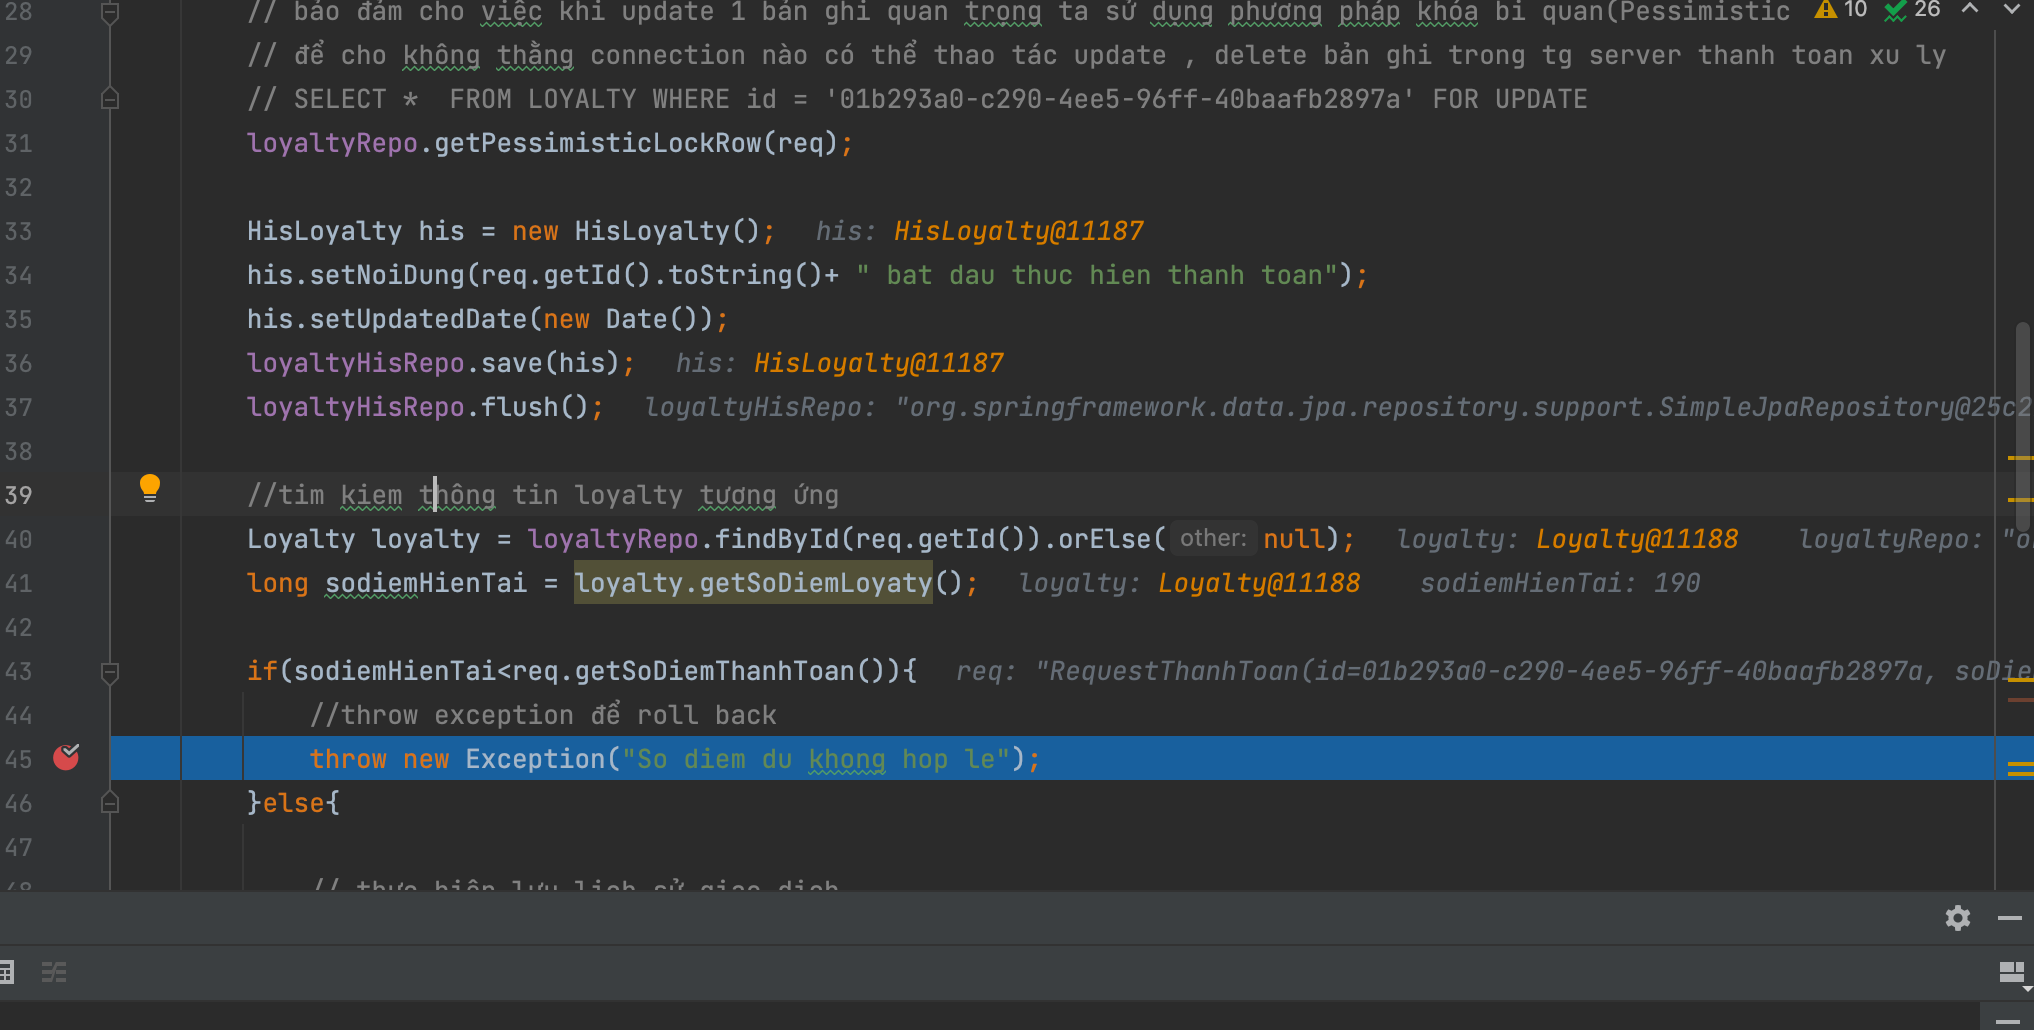 28 // bảo đảm cho việc khi update 1 bản ghi quan trọng ta sử dụng phương pháp khóa bi quan(Pessimistic 10 26
29 // để cho không thằng connection nào có thể thao tác update , delete bản ghi trong tg server thanh toan xu ly
30 // SELECT * FROM LOYALTY WHERE id = '01b293a0-c290-4ee5-96ff-40baafb2897a' FOR UPDATE
31 loyaltyRepo.getPessimisticLockRow(req);
32
33 HisLoyalty his = new HisLoyalty(); his: HisLoyalty@11187
34 his.setNoiDung(req.getId().toString()+ " bat dau thuc hien thanh toan");
35 his.setUpdatedDate(new Date());
36 loyaltyHisRepo.save(his); his: HisLoyalty@11187
37 loyaltyHisRepo.flush(); loyaltyHisRepo: "org.springframework.data.jpa.repository.support.SimpleJpaRepository@25c2
38
39 //tim kiem thông tin loyalty tương ứng
40 Loyalty loyalty = loyaltyRepo.findById(req.getId()).orElse( other: null); loyalty: Loyalty@11188 loyaltyRepo: "o
41 long sodiemHienTai = loyalty.getSoDiemLoyaty(); loyalty: Loyalty@11188 sodiemHienTai: 190
42
43 if(sodiemHienTai<req.getSoDiemThanhToan()){ req: "RequestThanhToan(id=01b293a0-c290-4ee5-96ff-40baafb2897a, soDie
44 //throw exception để roll back
45 throw new Exception("So diem du khong hop le");
46 }else{
47
48 // thực hiện lưu lịch sử giao dịch